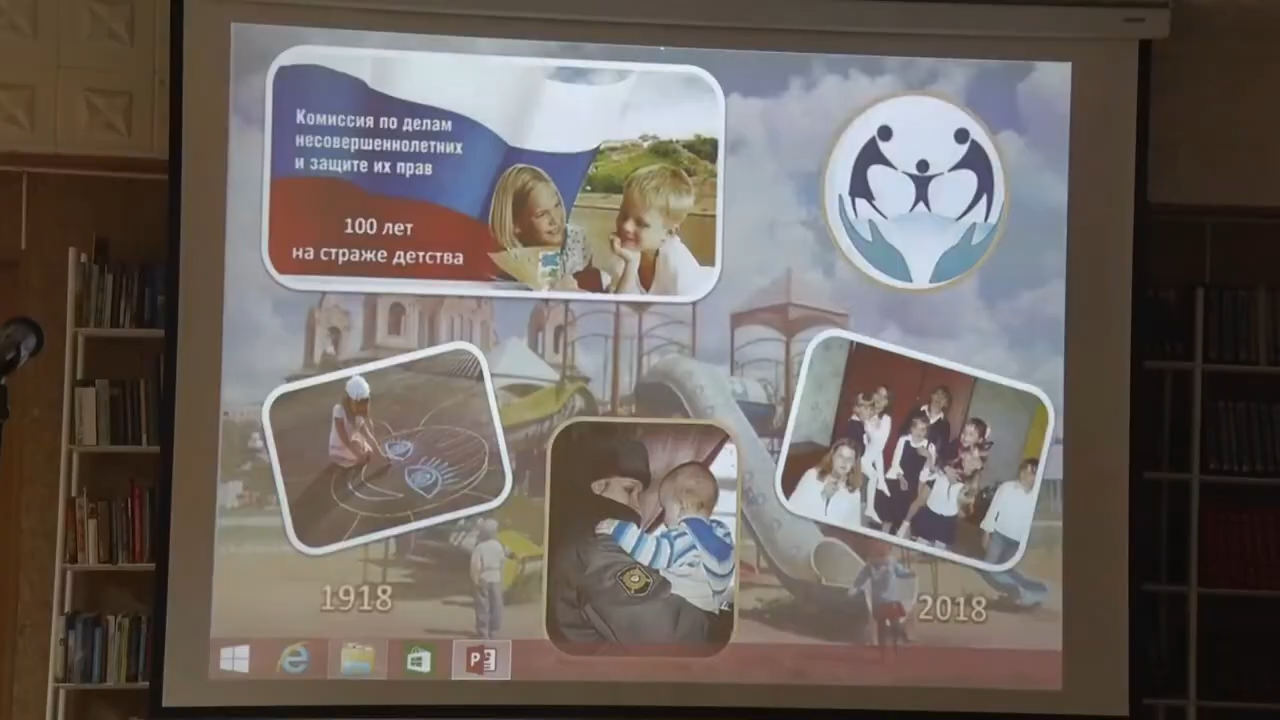 Комиссия по делам
несовершеннолетних
и защите их прав
100 лет
на страже детства
1918
2018